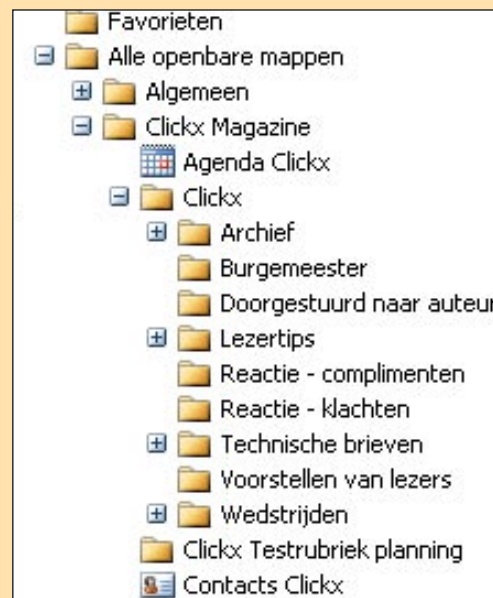 Favorieten
Alle openbare mappen
Algemeen
Clickx Magazine
Agenda Clickx
Clickx
Archief
Burgemeester
Doorgestuurd naar auteur
Lezertips
Reactie - complimenten
Reactie - klachten
Technische brieven
Voorstellen van lezers
Wedstrijden
Clickx Testrubriek planning
Contacts Clickx